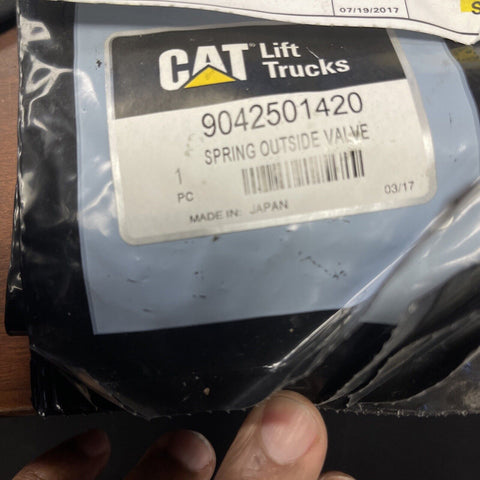 07/19/2017
S
CAT Lift
Trucks
9042501420
SPRING OUTSIDE VALVE
1
PC
03/17
MADE IN: JAPAN